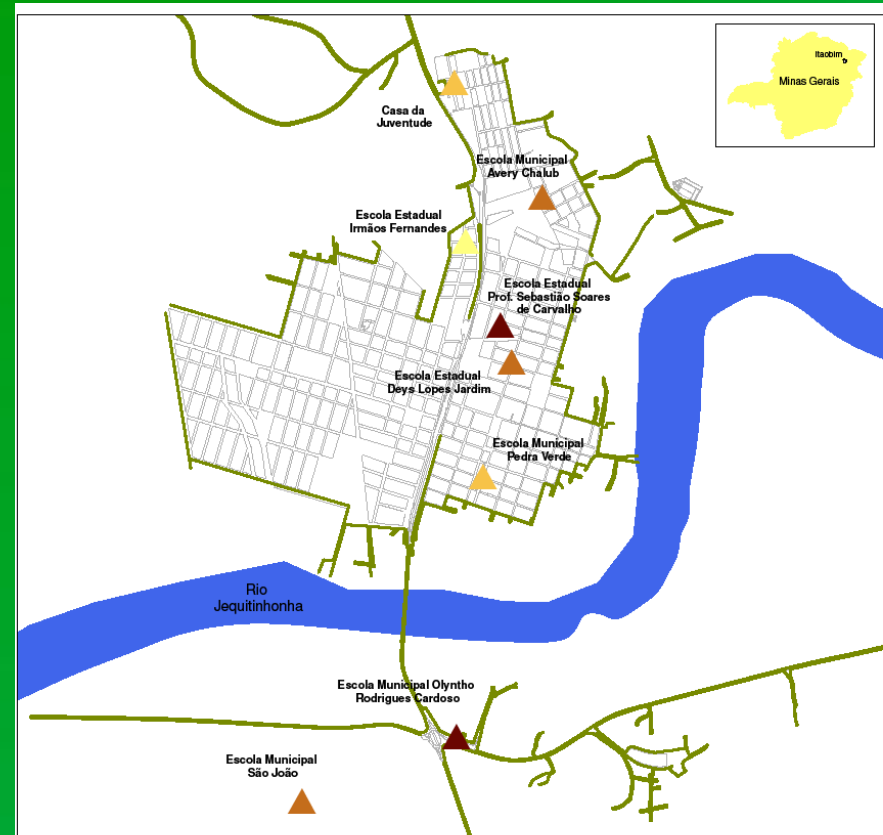 Itaobim
Minas Gerais
Casa da
Juventude
Escola Municipal
Avery Chalub
Escola Estadual
Irmãos Fernandes
Escola Estadual
Prof. Sebastião Soares
de Carvalho
Escola Estadual
Deys Lopes Jardim
Escola Municipal
Pedra Verde
Rio
Jequitinhonha
Escola Municipal Olyntho
Rodrigues Cardoso
Escola Municipal
São João